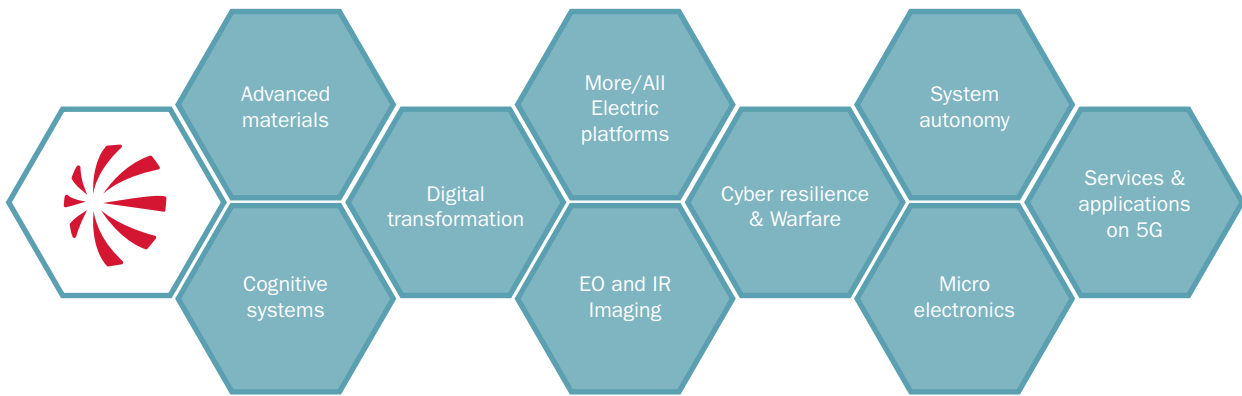 Advanced
materials
Cognitive
systems
Digital
transformation
More/All
Electric
platforms
EO and IR
Imaging
Cyber resilience
& Warfare
System
autonomy
Micro
electronics
Services &
applications
on 5G